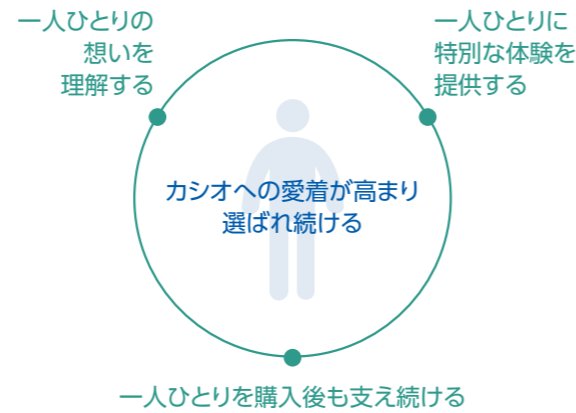 一人ひとりの
想いを
理解する
一人ひとりに
特別な体験を
提供する
カシオへの愛着が高まり
選ばれ続ける
一人ひとりを購入後も支え続ける